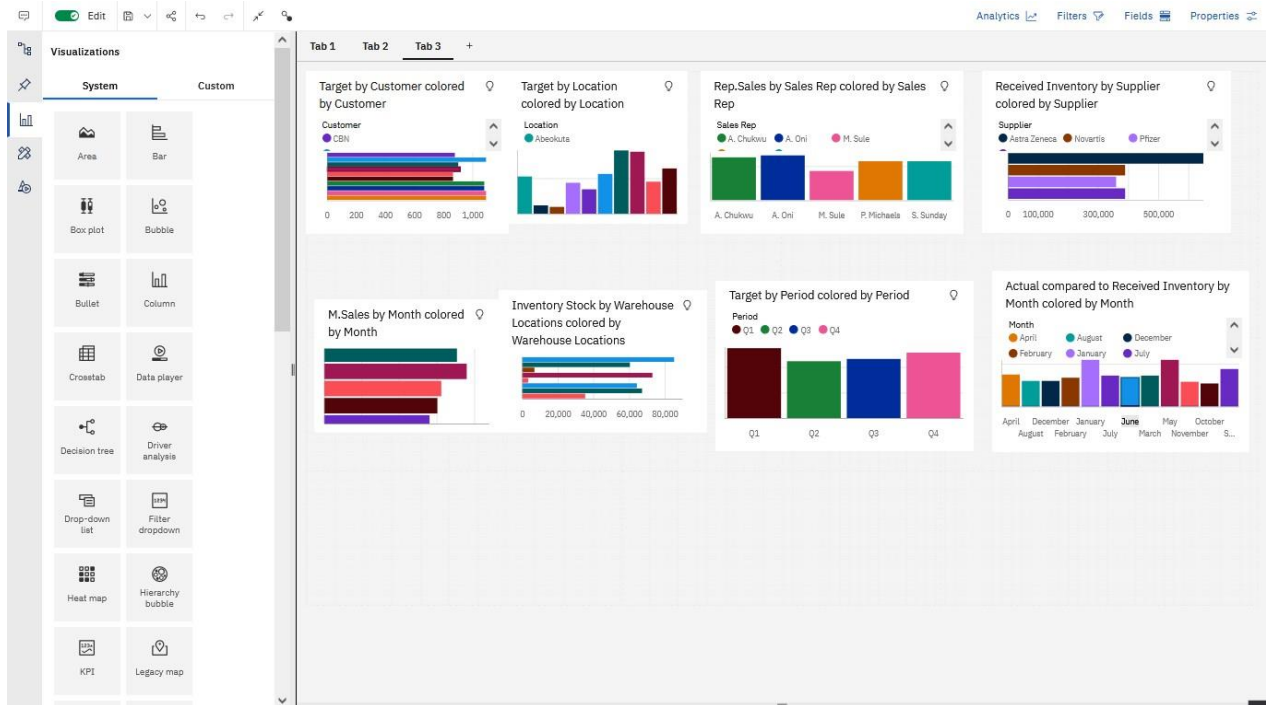 Edit
Analytics
Filters
Fields
Properties
Visualizations
System
Custom
Area
Bar
Box plot
Bubble
Bullet
Column
Crosstab
Data player
Decision tree
Driver
analysis
Drop-down
list
Filter
dropdown
Heat map
Hierarchy
bubble
KPI
Legacy map
Tab 1
Tab 2
Tab 3
+
Target by Customer colored
by Customer
Customer
CBN
0 200 400 600 800 1,000
Target by Location
colored by Location
Location
Abeokuta
Rep.Sales by Sales Rep colored by Sales
Rep
Sales Rep
A. Chukwu A. Oni M. Sule
A. Chukwu A. Oni M. Sule P. Michaels S. Sunday
Received Inventory by Supplier
colored by Supplier
Supplier
Astra Zeneca Novartis Pfizer
0 100,000 300,000 500,000
M.Sales by Month colored
by Month
Inventory Stock by Warehouse
Locations colored by
Warehouse Locations
0 20,000 40,000 60,000 80,000
Target by Period colored by Period
Period
Q1 Q2 Q3 Q4
Q1 Q2 Q3 Q4
Actual compared to Received Inventory by
Month colored by Month
Month
April August December
February January July
April December January June May October
August February July March November S...